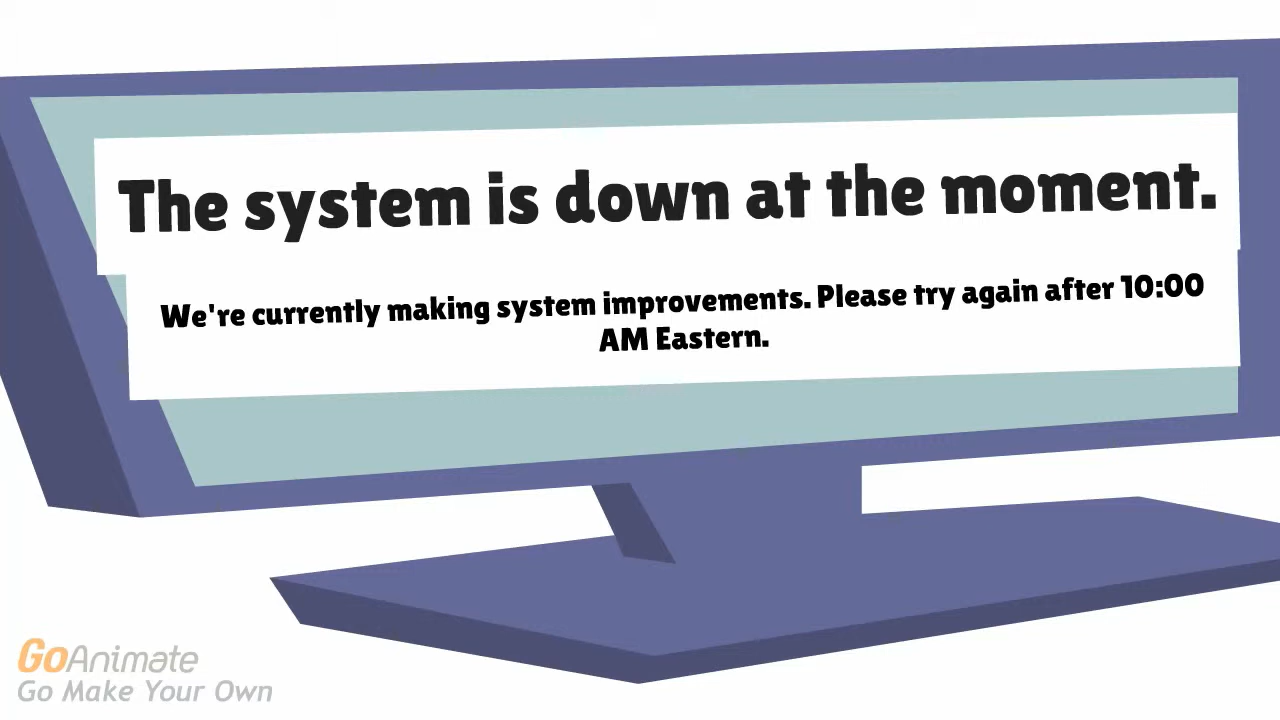 The system is down at the moment.
We're currently making system improvements. Please try again after 10:00
AM Eastern.
GoAnimate
Go Make Your Own